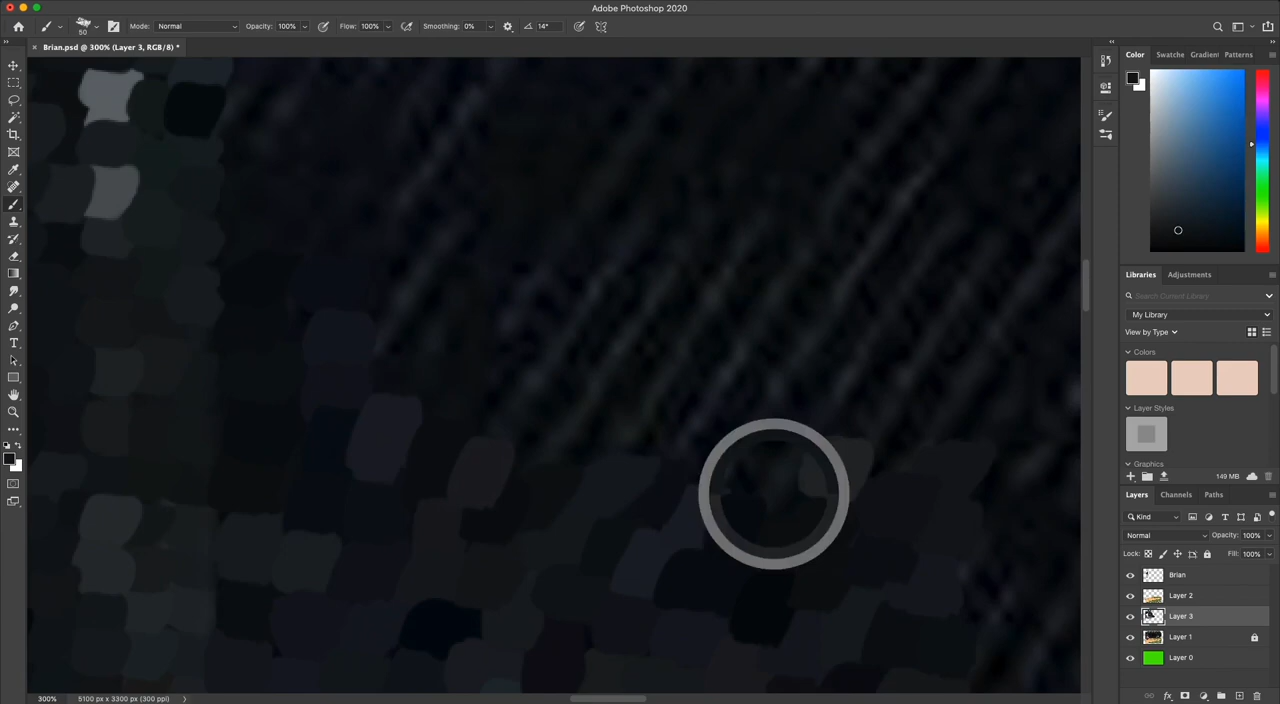 Adobe Photoshop 2020
50
Mode: Normal
Opacity: 100%
Flow: 100%
Smoothing: 0%
14°
× Brian.psd @ 300% (Layer 3, RGB/8) *
Color
Swatche
Gradient
Patterns
Libraries
Adjustments
Search Current Library
My Library
View by Type
Colors
Layer Styles
Graphics
149 MB
Layers
Channels
Paths
Kind
Normal
Opacity: 100%
Lock:
Fill: 100%
Brian
Layer 2
Layer 3
Layer 1
Layer 0
300%
5100 px x 3300 px (300 ppi)